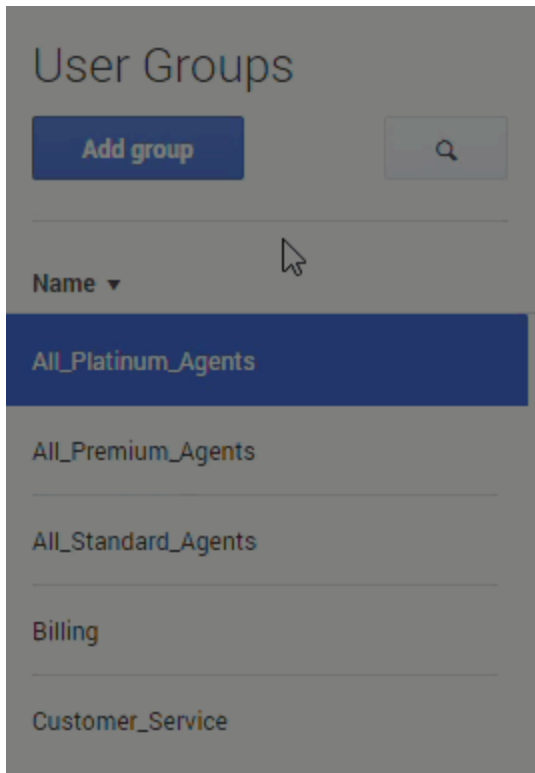 User Groups
Add group
Name ▼
All_Platinum_Agents
All_Premium_Agents
All_Standard_Agents
Billing
Customer_Service